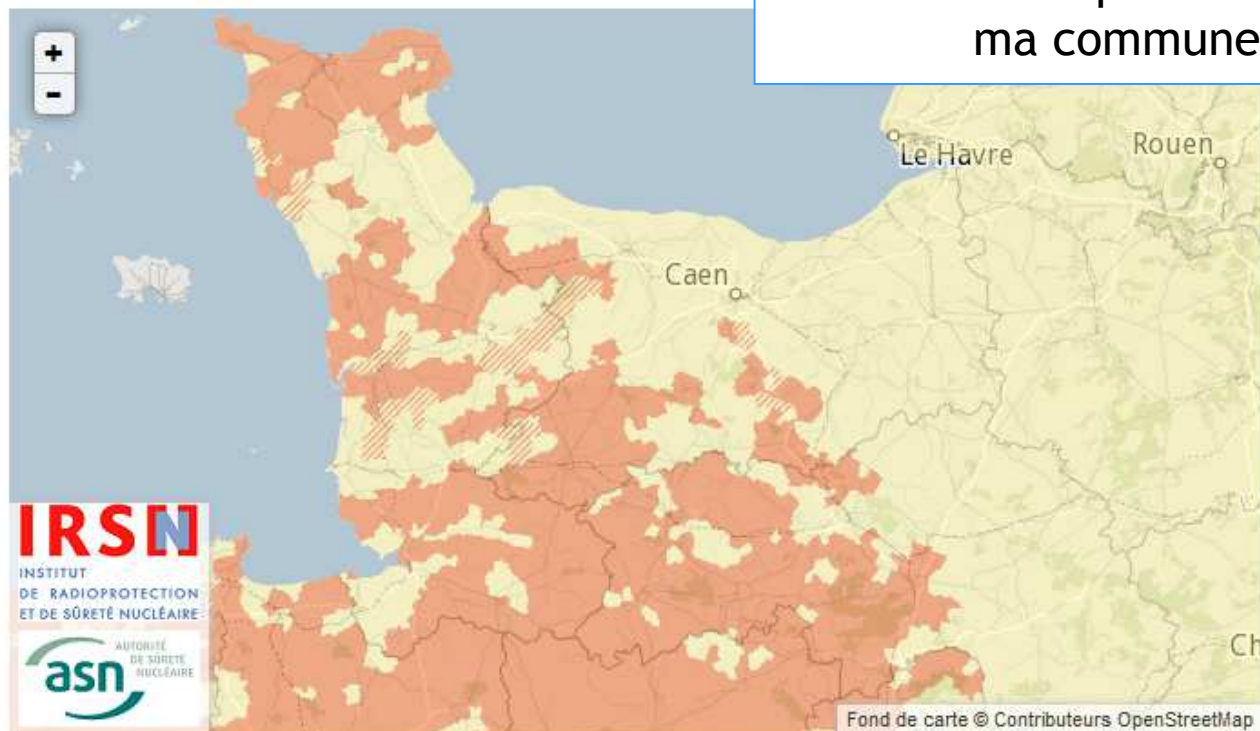 ma commune
+
-
Le Havre
Rouen
Caen
IRSN
INSTITUT
DE RADIOPROTECTION
ET DE SÛRETÉ NUCLÉAIRE
asn
AUTORITÉ
DE SÛRETÉ
NUCLÉAIRE
Ch
Fond de carte © Contributeurs OpenStreetMap